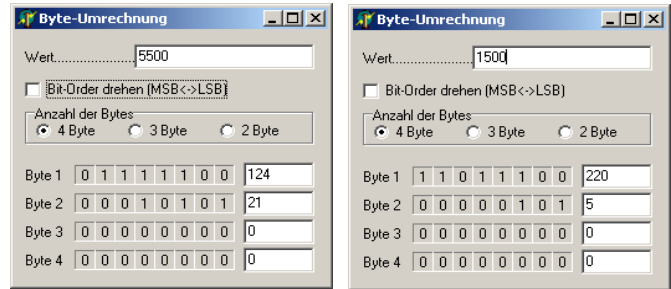 Byte-Umrechnung
Wert.....................5500
Bit-Order drehen (MSB<->LSB)
Anzahl der Bytes
4 Byte 3 Byte 2 Byte
Byte 1 0 1 1 1 1 1 0 0 124
Byte 2 0 0 0 1 0 1 0 1 21
Byte 3 0 0 0 0 0 0 0 0 0
Byte 4 0 0 0 0 0 0 0 0 0
Byte-Umrechnung
Wert.....................1500
Bit-Order drehen (MSB<->LSB)
Anzahl der Bytes
4 Byte 3 Byte 2 Byte
Byte 1 1 1 0 1 1 1 0 0 220
Byte 2 0 0 0 0 0 1 0 1 5
Byte 3 0 0 0 0 0 0 0 0 0
Byte 4 0 0 0 0 0 0 0 0 0